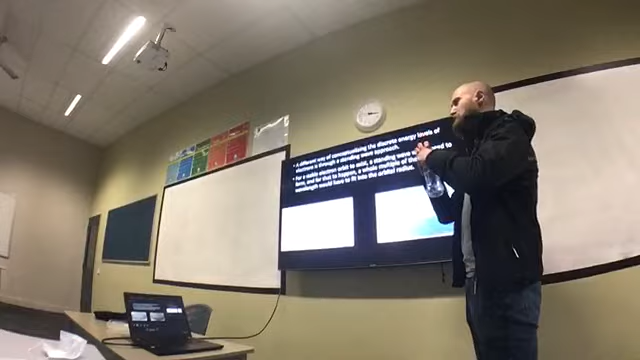 • A different way of conceptualising the discrete energy levels of
electrons is through a standing wave approach.
• For a stable electron orbit to exist, a standing wave
form, and for that to happen, a whole multiple of the
wavelength would have to fit into the orbital radius.